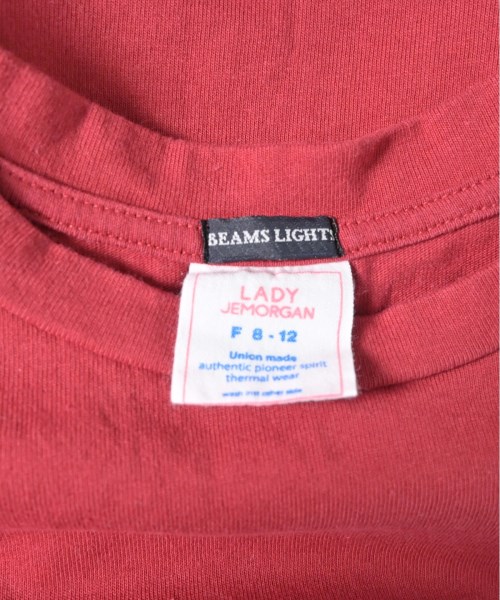 BEAMS LIGHTS
LADY
JEMORGAN
F 8 - 12
Union made
authentic pioneer spirit
thermal wear